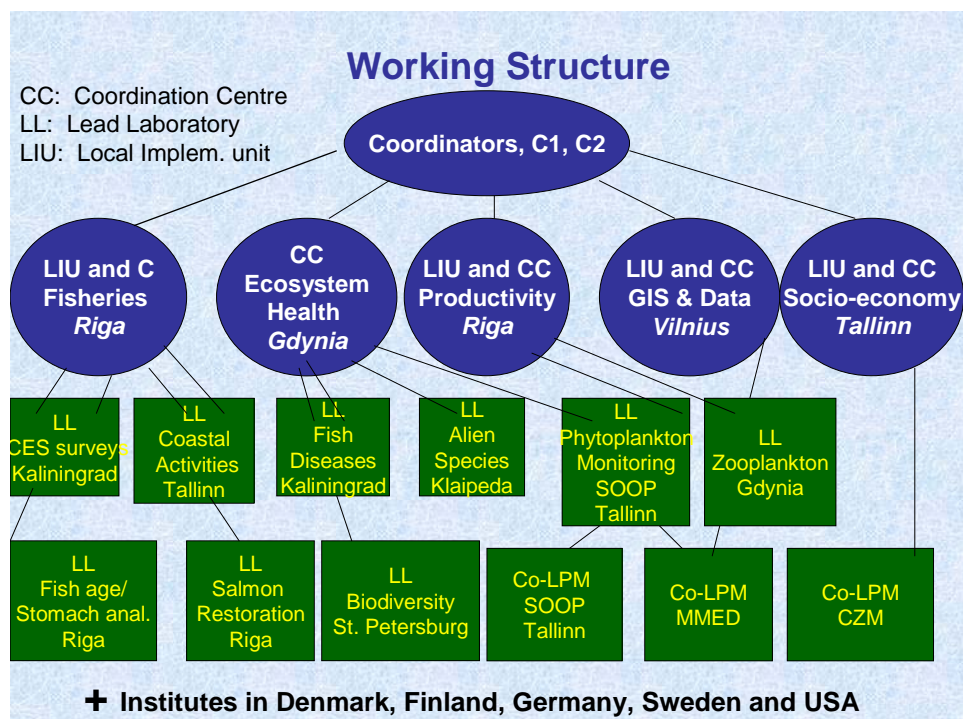 Working Structure
CC: Coordination Centre
LL: Lead Laboratory
LIU: Local Implem. unit
Coordinators, C1, C2
LIU and C
Fisheries
Riga
CC
Ecosystem
Health
Gdynia
LIU and CC
Productivity
Riga
LIU and CC
GIS & Data
Vilnius
LIU and CC
Socio-economy
Tallinn
LL
CES surveys
Kaliningrad
LL
Coastal
Activities
Tallinn
LL
Fish
Diseases
Kaliningrad
LL
Alien
Species
Klaipeda
LL
Phytoplankton
Monitoring
SOOP
Tallinn
LL
Zooplankton
Gdynia
LL
Fish age/
Stomach anal.
Riga
LL
Salmon
Restoration
Riga
LL
Biodiversity
St. Petersburg
Co-LPM
SOOP
Tallinn
Co-LPM
MMED
Co-LPM
CZM
+ Institutes in Denmark, Finland, Germany, Sweden and USA